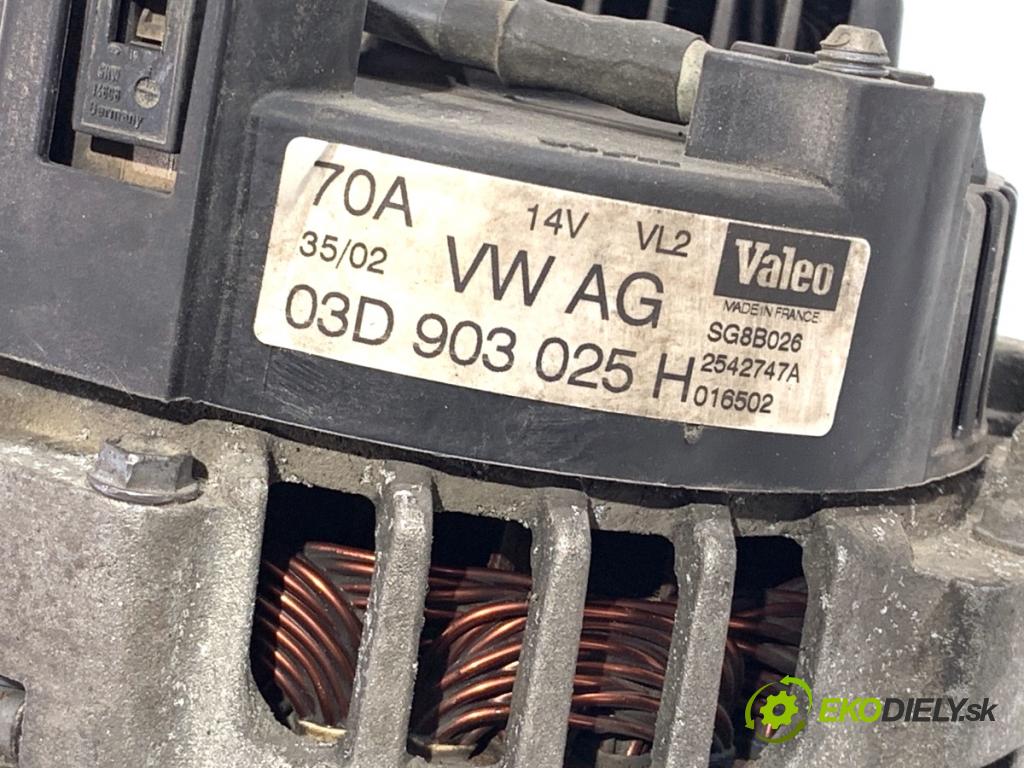 Germany
70A 14V VL2 Valeo
35/02 VW AG MADE IN FRANCE
03D 903 025 H
SG8B026
2542747A
016502
EKODIELY.sk